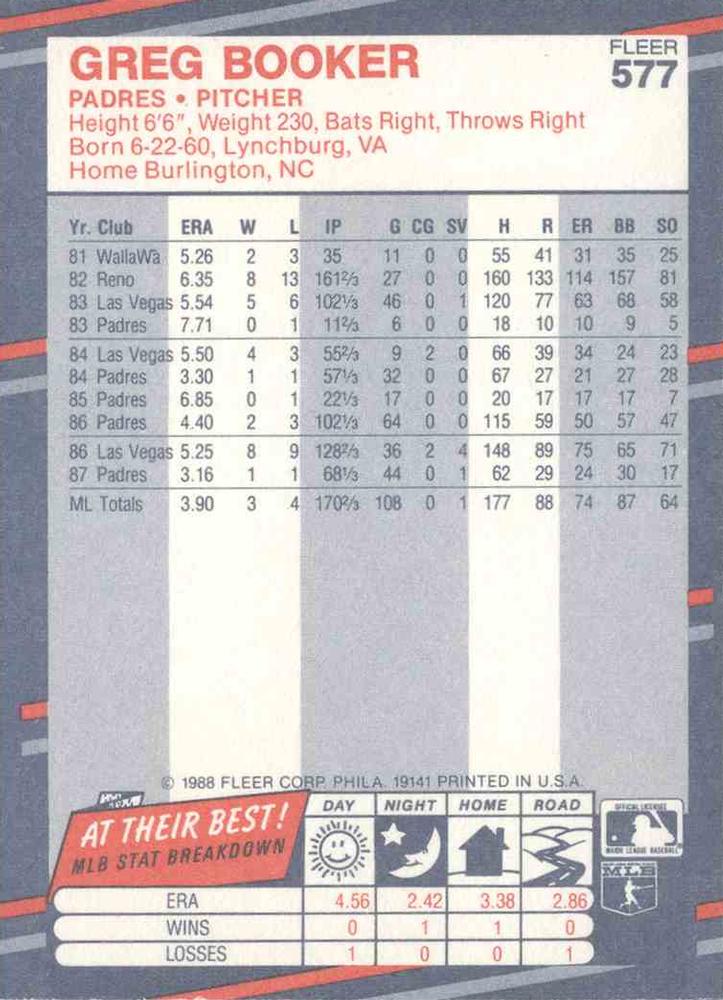 GREG BOOKER
FLEER
577
PADRES • PITCHER
Height 6'6", Weight 230, Bats Right, Throws Right
Born 6-22-60, Lynchburg, VA
Home Burlington, NC
Yr. Club ERA W L IP G CG SV H R ER BB SO
81 WallaWa 5.26 2 3 35 11 0 0 55 41 31 35 25
82 Reno 6.35 8 13 161⅔ 27 0 0 160 133 114 157 81
83 Las Vegas 5.54 5 6 102⅓ 46 0 1 120 77 63 68 58
83 Padres 7.71 0 1 11⅔ 6 0 0 18 10 10 9 5
84 Las Vegas 5.50 4 3 55⅔ 9 2 0 66 39 34 24 23
84 Padres 3.30 1 1 57⅓ 32 0 0 67 27 21 27 28
85 Padres 6.85 0 1 22⅓ 17 0 0 20 17 17 17 7
86 Padres 4.40 2 3 102⅓ 64 0 0 115 59 50 57 47
86 Las Vegas 5.25 8 9 128⅔ 36 2 4 148 89 75 65 71
87 Padres 3.16 1 1 68⅓ 44 0 1 62 29 24 30 17
ML Totals 3.90 3 4 170⅔ 108 0 1 177 88 74 87 64
© 1988 FLEER CORP. PHILA. 19141 PRINTED IN U.S.A.
AT THEIR BEST!
MLB STAT BREAKDOWN
DAY NIGHT HOME ROAD
ERA 4.56 2.42 3.38 2.86
WINS 0 1 1 0
LOSSES 1 0 0 1
OFFICIAL LICENSEE
MAJOR LEAGUE BASEBALL
MLB